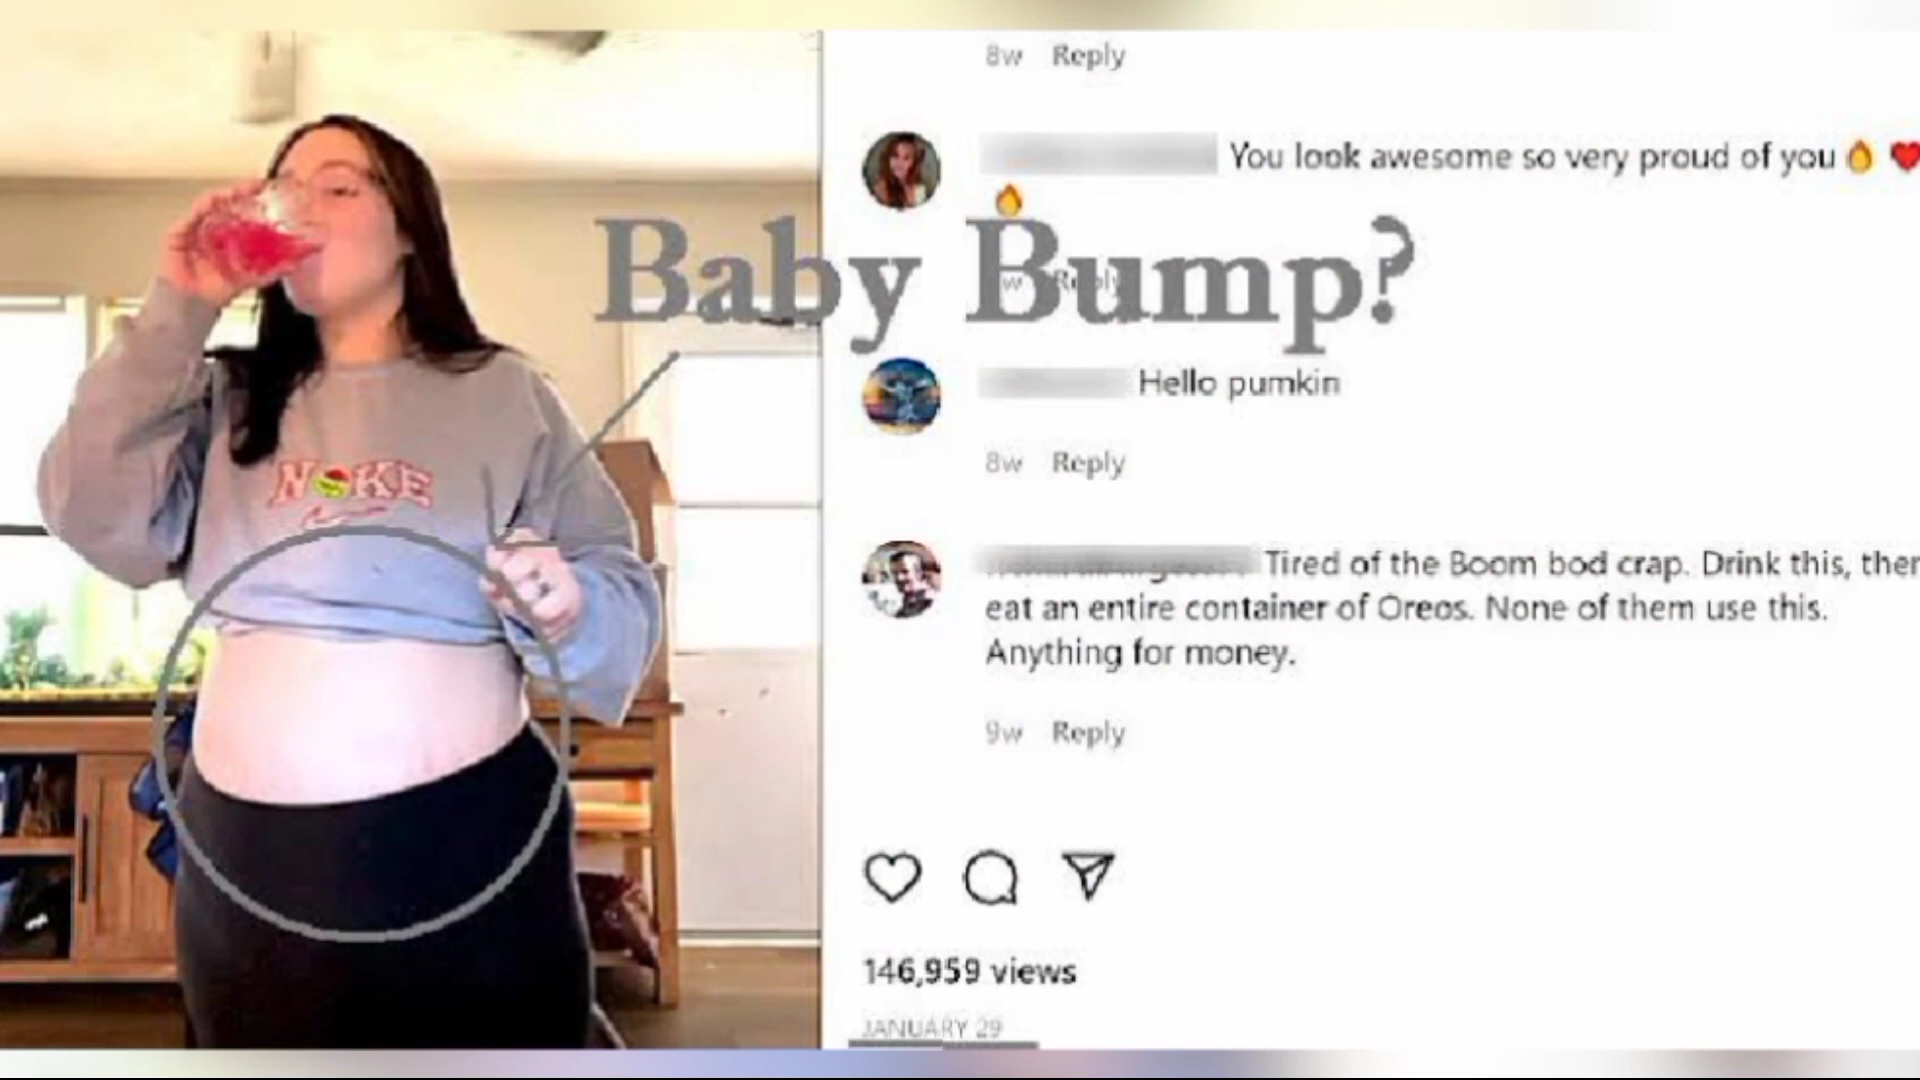 8w Reply
You look awesome so very proud of you
Baby Bump?
w Reply
Hello pumkin
8w Reply
NOKE
Tired of the Boom bod crap. Drink this, then
eat an entire container of Oreos. None of them use this.
Anything for money.
9w Reply
146,959 views
JANUARY 29